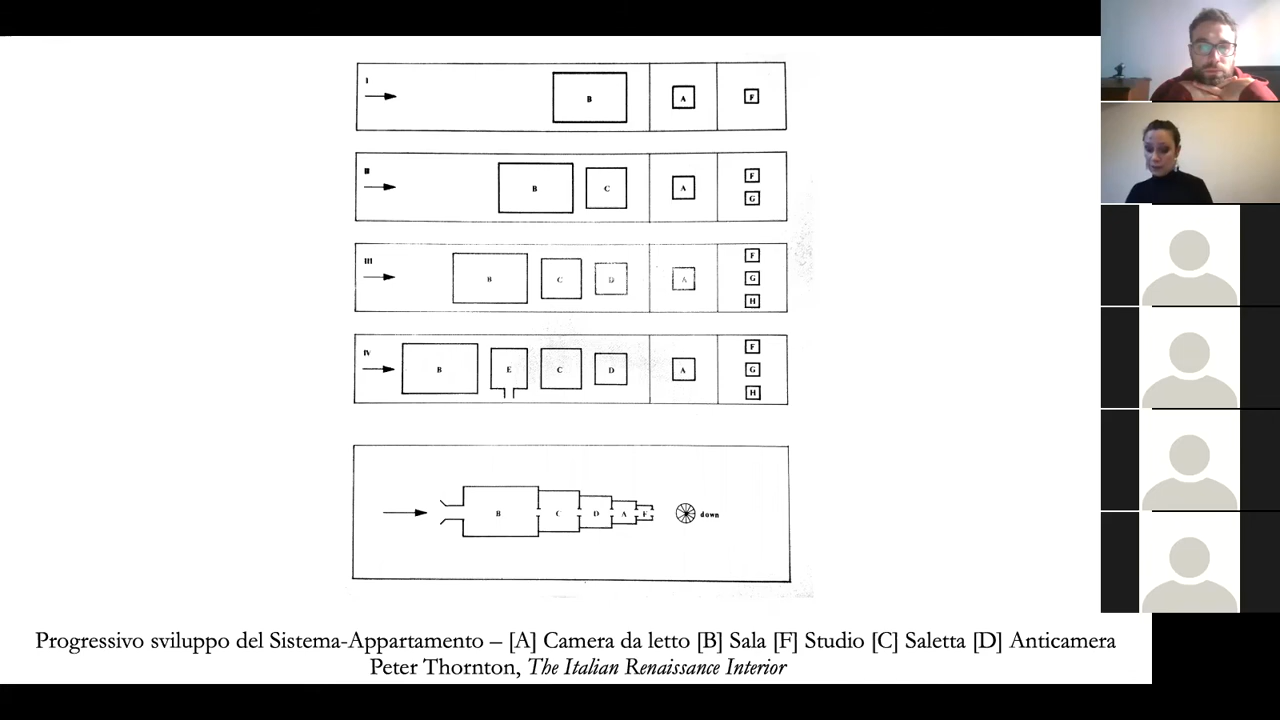 I
B A F
II
B C A F
G
III
B C D A F
G
H
IV
B E C D A F
G
H
B C D A F down
Progressivo sviluppo del Sistema-Appartamento – [A] Camera da letto [B] Sala [F] Studio [C] Saletta [D] Anticamera
Peter Thornton, The Italian Renaissance Interior